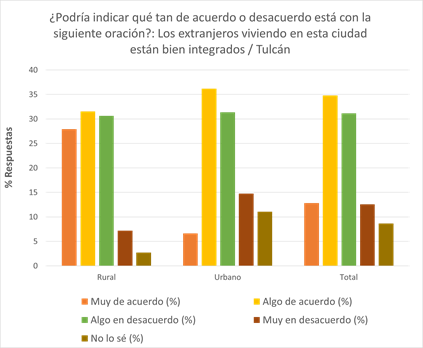 ¿Podría indicar qué tan de acuerdo o desacuerdo está con la
siguiente oración?: Los extranjeros viviendo en esta ciudad
están bien integrados / Tulcán
% Respuestas
40
35
30
25
20
15
10
5
0
Rural
Urbano
Total
Muy de acuerdo (%)
Algo de acuerdo (%)
Algo en desacuerdo (%)
Muy en desacuerdo (%)
No lo sé (%)